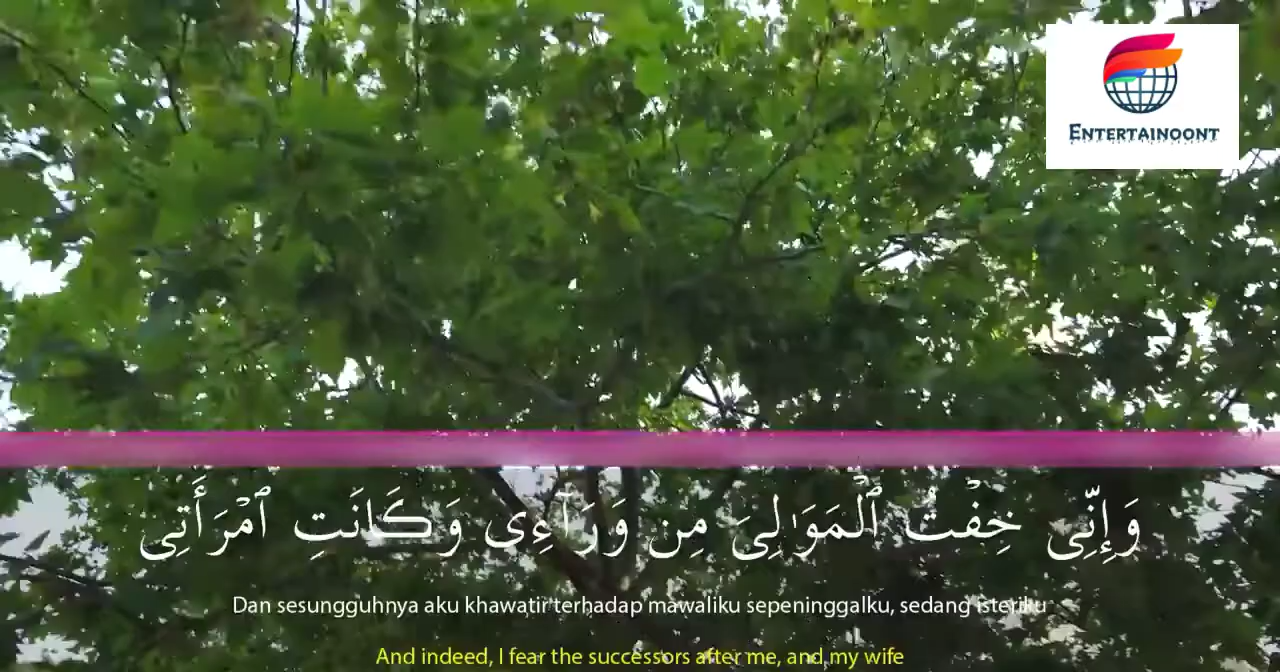 ENTERTAINOONT
وَإِنِّى خِفْتُ ٱلْمَوَٰلِىَ مِن وَرَآءِى وَكَانَتِ ٱمْرَأَتِى
Dan sesungguhnya aku khawatir terhadap mawaliku sepeninggalku, sedang isteriku
And indeed, I fear the successors after me, and my wife